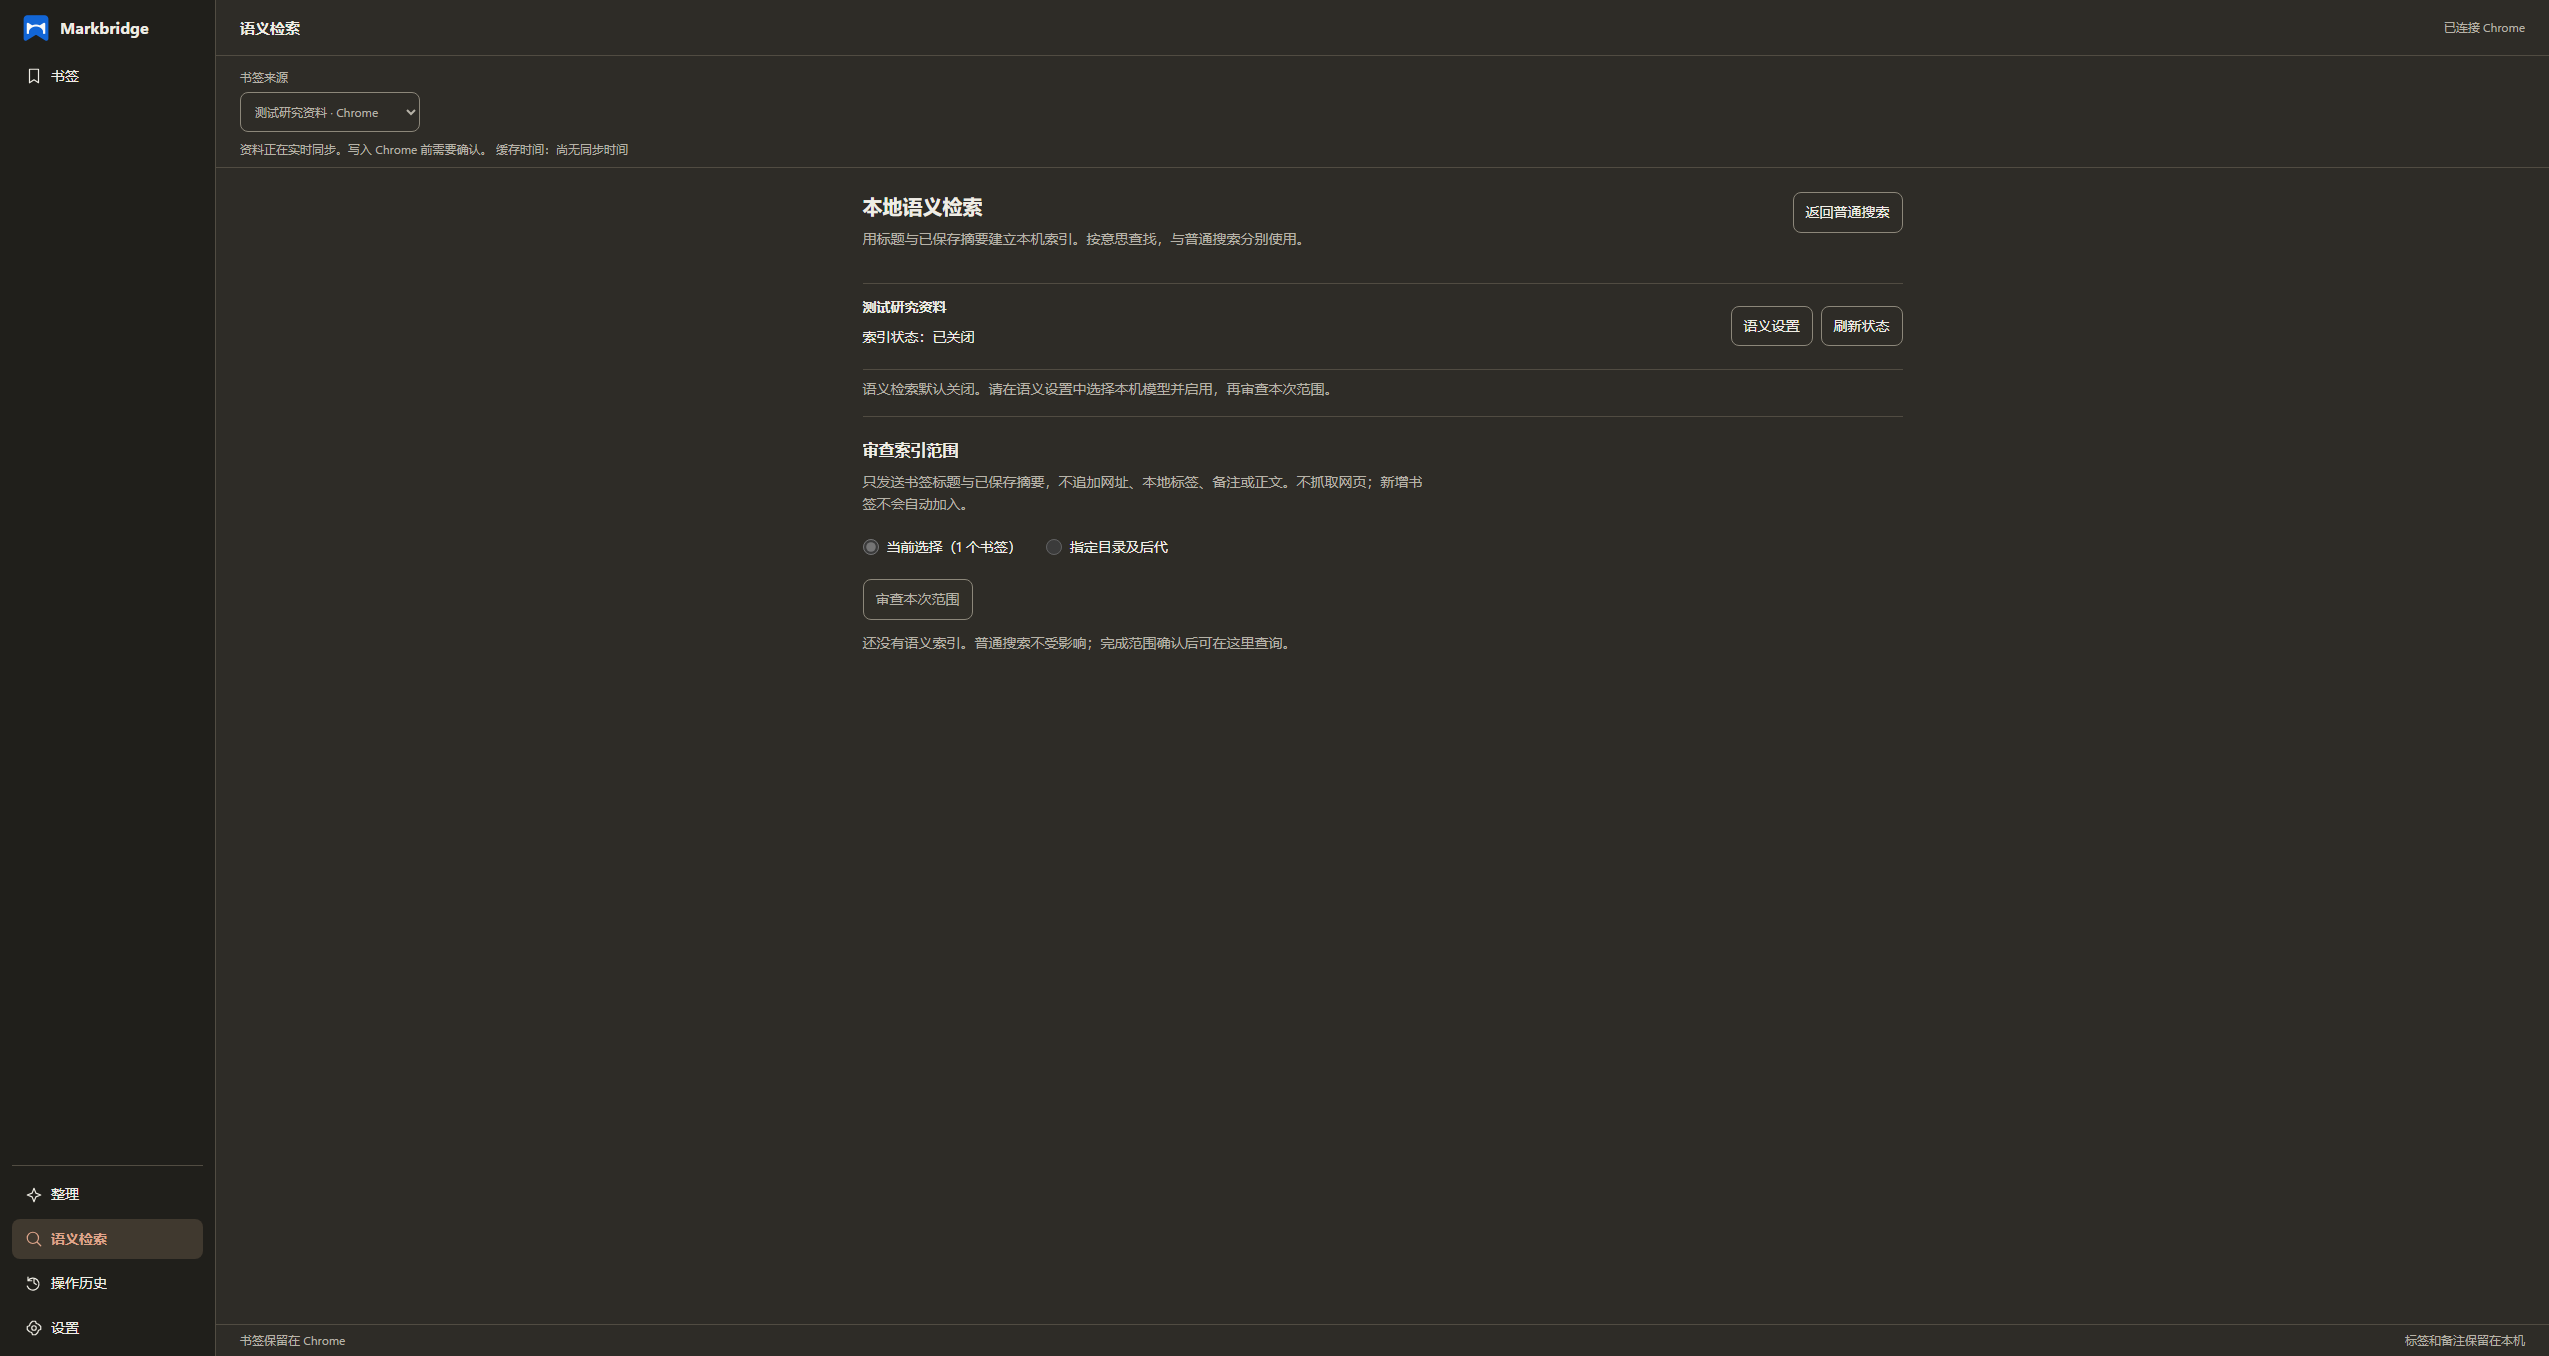 Markbridge
书签
整理
语义检索
操作历史
设置
语义检索
已连接 Chrome
书签来源
测试研究资料 · Chrome
资料正在实时同步。写入 Chrome 前需要确认。 缓存时间：尚无同步时间
本地语义检索
返回普通搜索
用标题与已保存摘要建立本机索引。按意思查找，与普通搜索分别使用。
测试研究资料
索引状态：已关闭
语义设置
刷新状态
语义检索默认关闭。请在语义设置中选择本机模型并启用，再审查本次范围。
审查索引范围
只发送书签标题与已保存摘要，不追加网址、本地标签、备注或正文。不抓取网页；新增书
签不会自动加入。
当前选择（1 个书签）
指定目录及后代
审查本次范围
还没有语义索引。普通搜索不受影响；完成范围确认后可在这里查询。
书签保留在 Chrome
标签和备注保留在本机